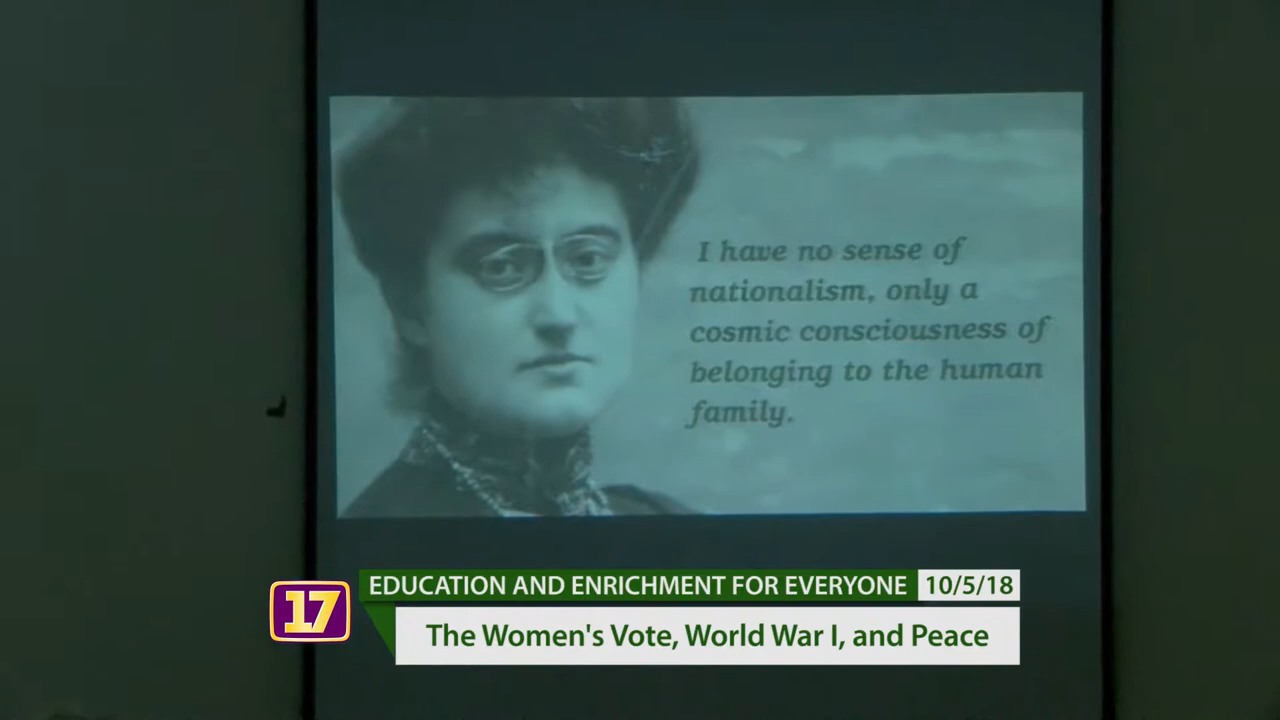 I have no sense of
nationalism, only a
cosmic consciousness of
belonging to the human
family.
17
EDUCATION AND ENRICHMENT FOR EVERYONE 10/5/18
The Women's Vote, World War I, and Peace